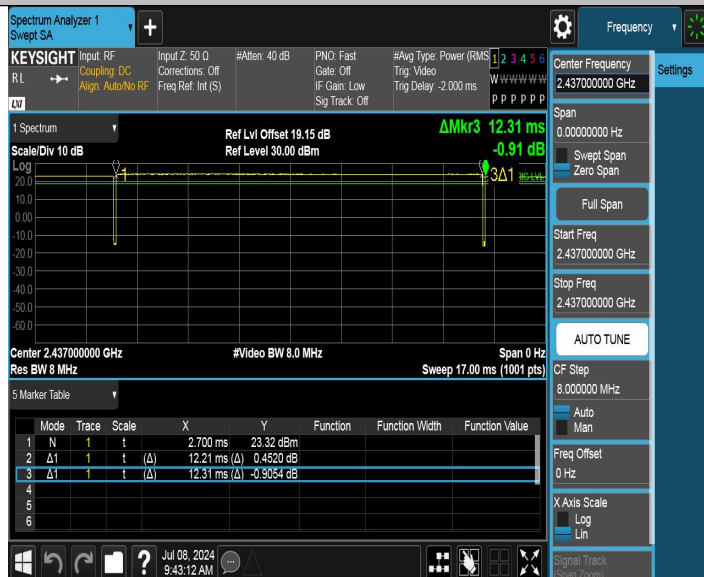 Spectrum Analyzer 1
Swept SA
+
Frequency
KEYSIGHT
RL
LXI
Input: RF
Coupling: DC
Align: Auto/No RF
Input Z: 50 Ω
Corrections: Off
Freq Ref: Int (S)
#Atten: 40 dB
PNO: Fast
Gate: Off
IF Gain: Low
Sig Track: Off
#Avg Type: Power (RMS
Trig: Video
Trig Delay: -2.000 ms
1 2 3 4 5 6
W W W W W W
P P P P P P
1 Spectrum
Scale/Div 10 dB
Ref Lvl Offset 19.15 dB
Ref Level 30.00 dBm
ΔMkr3 12.31 ms
-0.91 dB
Log
20.0
10.0
0.00
-10.0
-20.0
-30.0
-40.0
-50.0
-60.0
1
3Δ1
Center 2.437000000 GHz
#Video BW 8.0 MHz
Span 0 Hz
Res BW 8 MHz
Sweep 17.00 ms (1001 pts)
5 Marker Table
Mode Trace Scale X Y Function Function Width Function Value
1 N 1 t 2.700 ms 23.32 dBm
2 Δ1 1 t (Δ) 12.21 ms (Δ) 0.4520 dB
3 Δ1 1 t (Δ) 12.31 ms (Δ) -0.9054 dB
4
5
6
Jul 08, 2024
9:43:12 AM
Center Frequency
2.437000000 GHz
Settings
Span
0.00000000 Hz
Swept Span
Zero Span
Full Span
Start Freq
2.437000000 GHz
Stop Freq
2.437000000 GHz
AUTO TUNE
CF Step
8.000000 MHz
Auto
Man
Freq Offset
0 Hz
X Axis Scale
Log
Lin
Signal Track
(Span Zoom)